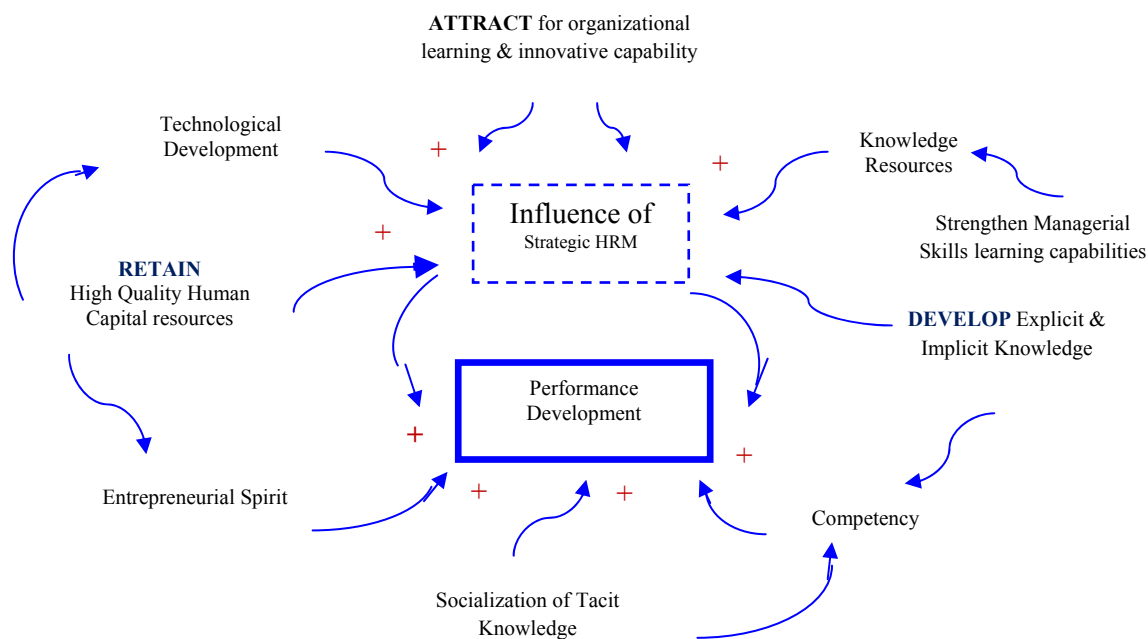 ATTRACT for organizational
learning & innovative capability
Technological
Development
+
+
Knowledge
Resources
Influence of
Strategic HRM
+
Strengthen Managerial
Skills learning capabilities
RETAIN
High Quality Human
Capital resources
DEVELOP Explicit &
Implicit Knowledge
Performance
Development
+
+
Entrepreneurial Spirit
+
+
Competency
Socialization of Tacit
Knowledge